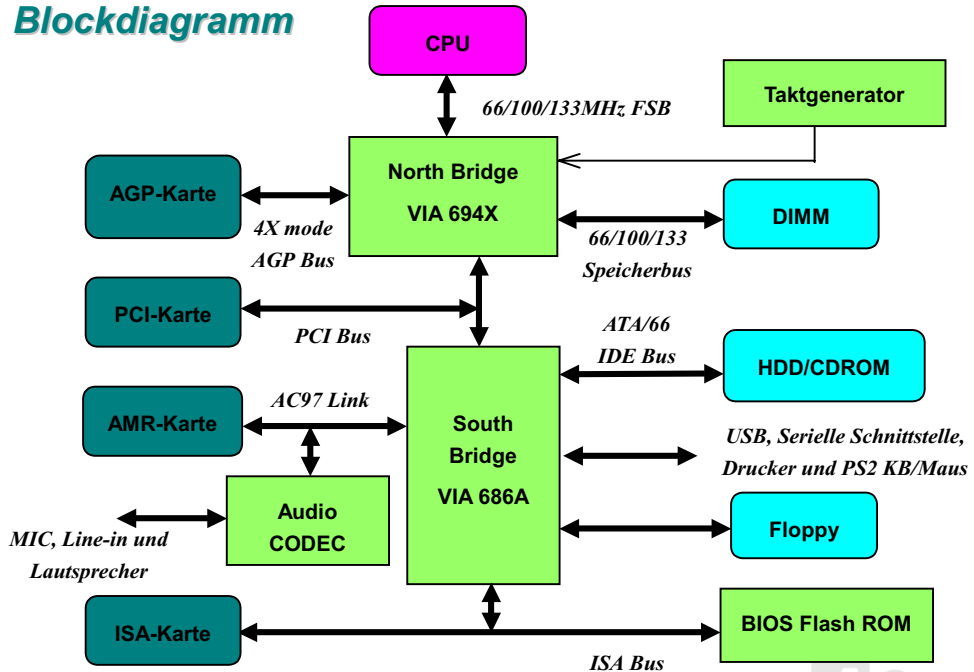 Blockdiagramm
CPU
66/100/133MHz FSB
Taktgenerator
North Bridge
VIA 694X
AGP-Karte
4X mode
AGP Bus
DIMM
66/100/133
Speicherbus
PCI-Karte
PCI Bus
ATA/66
IDE Bus
HDD/CDROM
AMR-Karte
AC97 Link
South
Bridge
VIA 686A
USB, Serielle Schnittstelle,
Drucker und PS2 KB/Maus
Audio
CODEC
MIC, Line-in und
Lautsprecher
Floppy
ISA-Karte
ISA Bus
BIOS Flash ROM